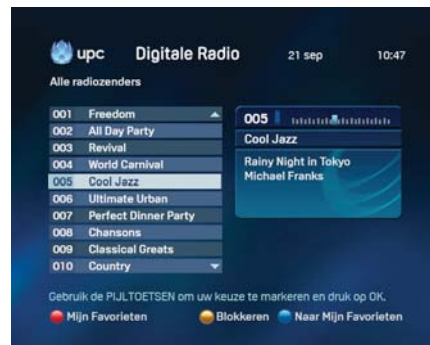 upc Digitale Radio 21 sep 10:47
Alle radiozenders
001 Freedom
002 All Day Party
003 Revival
004 World Carnival
005 Cool Jazz
006 Ultimate Urban
007 Perfect Dinner Party
008 Chansons
009 Classical Greats
010 Country
005
Cool Jazz
Rainy Night in Tokyo
Michael Franks
Gebruik de PIJLTOETSEN om uw keuze te markeren en druk op OK.
Mijn Favorieten Blokkeren Naar Mijn Favorieten